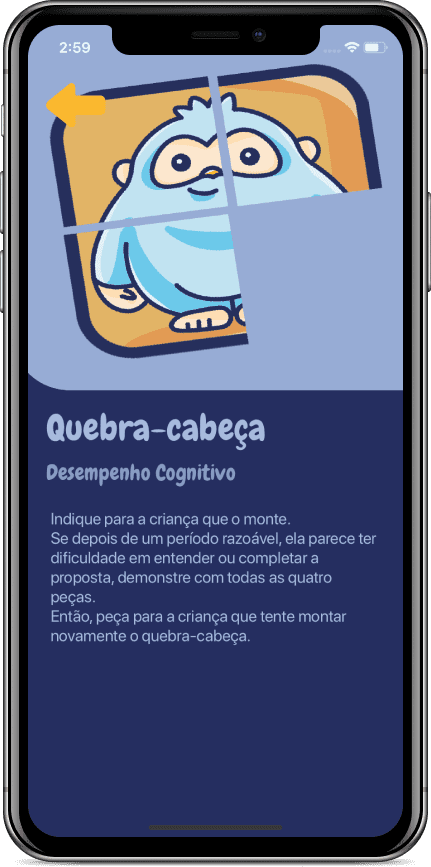 2:59
Quebra-cabeça
Desempenho Cognitivo
Indique para a criança que o monte.
Se depois de um período razoável, ela parece ter
dificuldade em entender ou completar a
proposta, demonstre com todas as quatro
peças.
Então, peça para a criança que tente montar
novamente o quebra-cabeça.